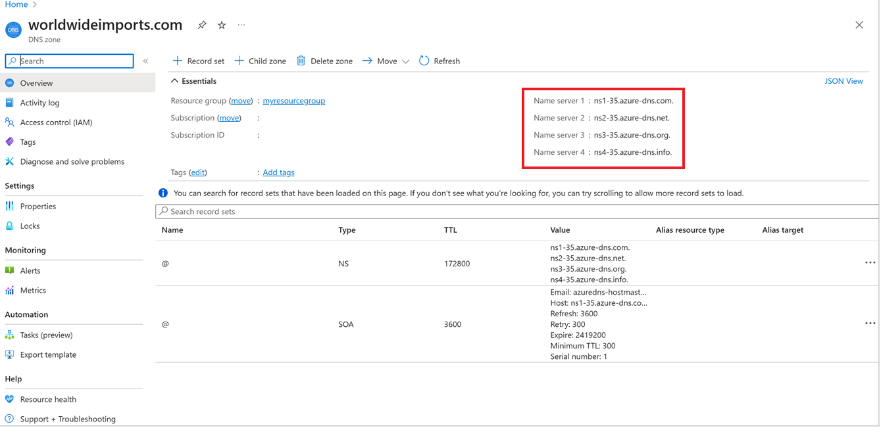 Home >
worldwideimports.com
DNS zone
Search
Record set Child zone Delete zone Move Refresh
Overview
Activity log
Access control (IAM)
Tags
Diagnose and solve problems
Settings
Properties
Locks
Monitoring
Alerts
Metrics
Automation
Tasks (preview)
Export template
Help
Resource health
Support + Troubleshooting
Essentials
JSON View
Resource group (move) : myresourcegroup
Subscription (move) :
Subscription ID :
Name server 1 : ns1-35.azure-dns.com.
Name server 2 : ns2-35.azure-dns.net.
Name server 3 : ns3-35.azure-dns.org.
Name server 4 : ns4-35.azure-dns.info.
Tags (edit) : Add tags
You can search for record sets that have been loaded on this page. If you don't see what you're looking for, you can try scrolling to allow more record sets to load.
Search record sets
Name Type TTL Value Alias resource type Alias target
@ NS 172800
ns1-35.azure-dns.com.
ns2-35.azure-dns.net.
ns3-35.azure-dns.org.
ns4-35.azure-dns.info.
@ SOA 3600
Email: azuredns-hostmast...
Host: ns1-35.azure-dns.co...
Refresh: 3600
Retry: 300
Expire: 2419200
Minimum TTL: 300
Serial number: 1